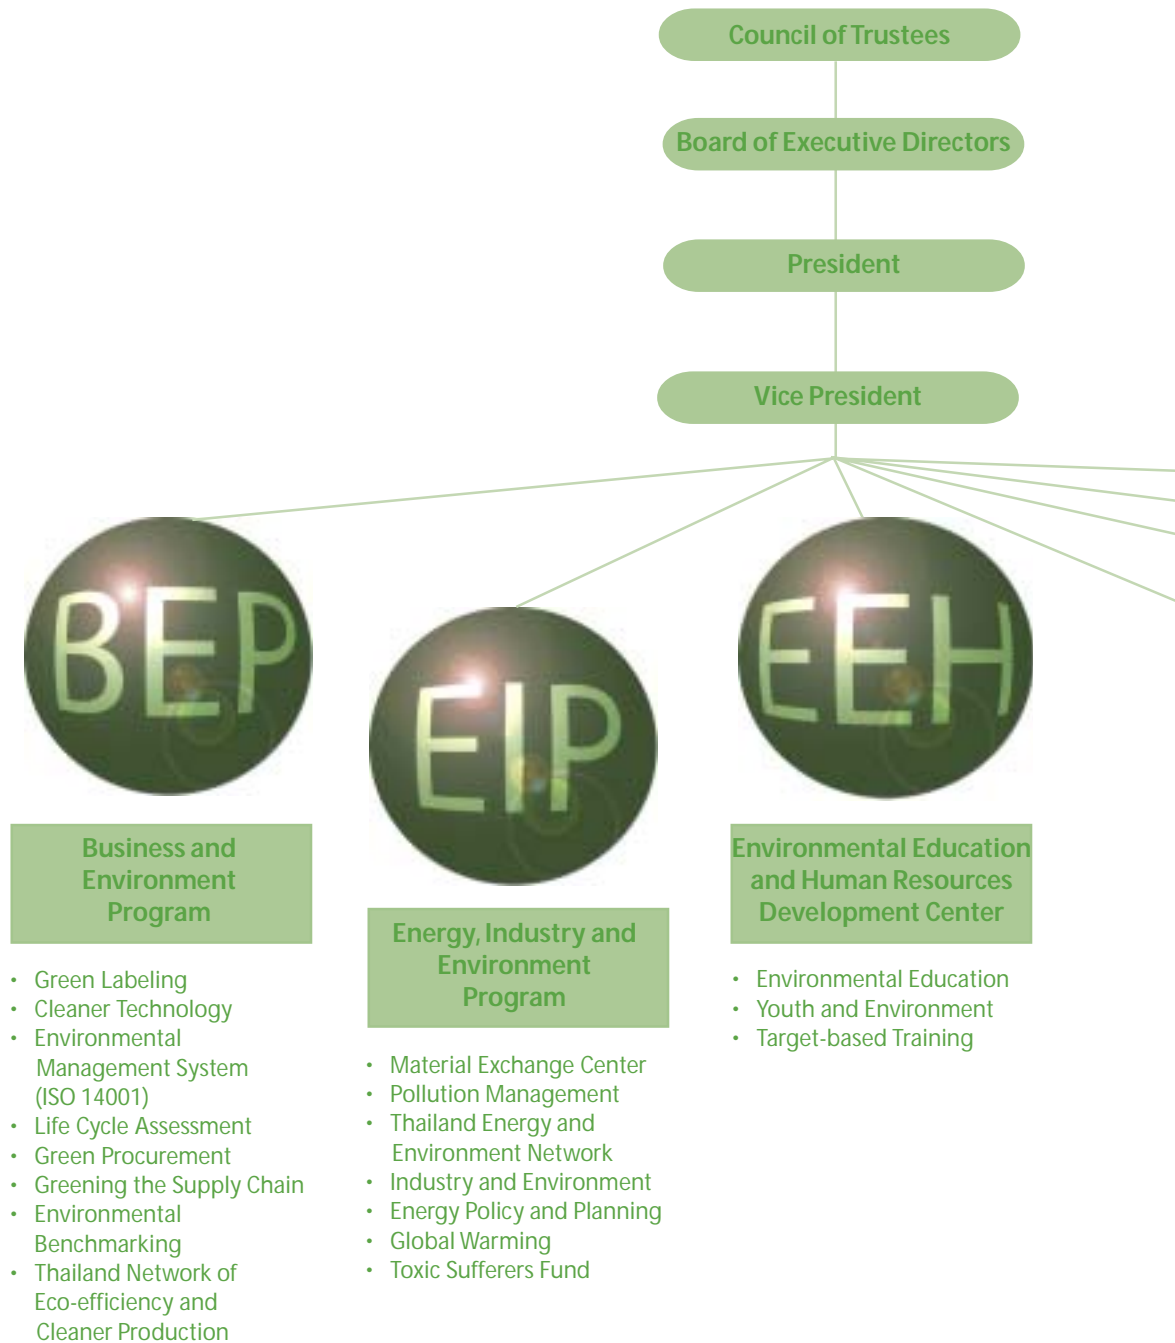 Council of Trustees
Board of Executive Directors
President
Vice President
BEP
EIP
EEH
Business and
Environment
Program
• Green Labeling
• Cleaner Technology
• Environmental
Management System
(ISO 14001)
• Life Cycle Assessment
• Green Procurement
• Greening the Supply Chain
• Environmental
Benchmarking
• Thailand Network of
Eco-efficiency and
Cleaner Production
Energy, Industry and
Environment
Program
• Material Exchange Center
• Pollution Management
• Thailand Energy and
Environment Network
• Industry and Environment
• Energy Policy and Planning
• Global Warming
• Toxic Sufferers Fund
Environmental Education
and Human Resources
Development Center
• Environmental Education
• Youth and Environment
• Target-based Training